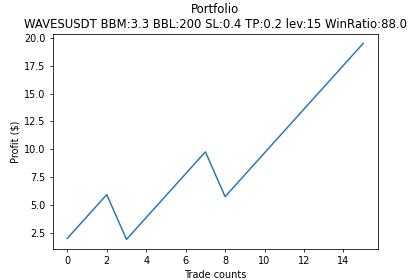 Portfolio
WAVESUSDT BBM:3.3 BBL:200 SL:0.4 TP:0.2 lev:15 WinRatio:88.0
20.0
17.5
15.0
12.5
10.0
7.5
5.0
2.5
Profit ($)
0 2 4 6 8 10 12 14
Trade counts